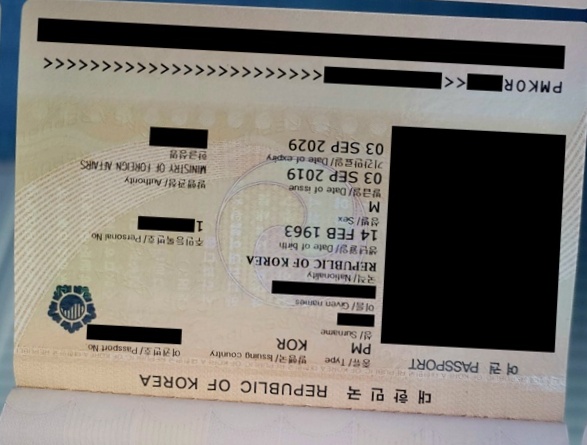 대한민국 REPUBLIC OF KOREA
여권 PASSPORT
종류/ Type 발행국/ Issuing country 여권번호/ Passport No
PM KOR
성/ Surname
이름/ Given names
국적/ Nationality
REPUBLIC OF KOREA
생년월일/ Date of birth 주민등록번호/ Personal No
14 FEB 1963 1
성별/ Sex
M
발급일/ Date of issue 발행관청/ Authority
03 SEP 2019 MINISTRY OF FOREIGN AFFAIRS
기간만료일/ Date of expiry 한글성명
03 SEP 2029
PMKOR <<
<<<<<<<<<<<<<<<<<<<<<<